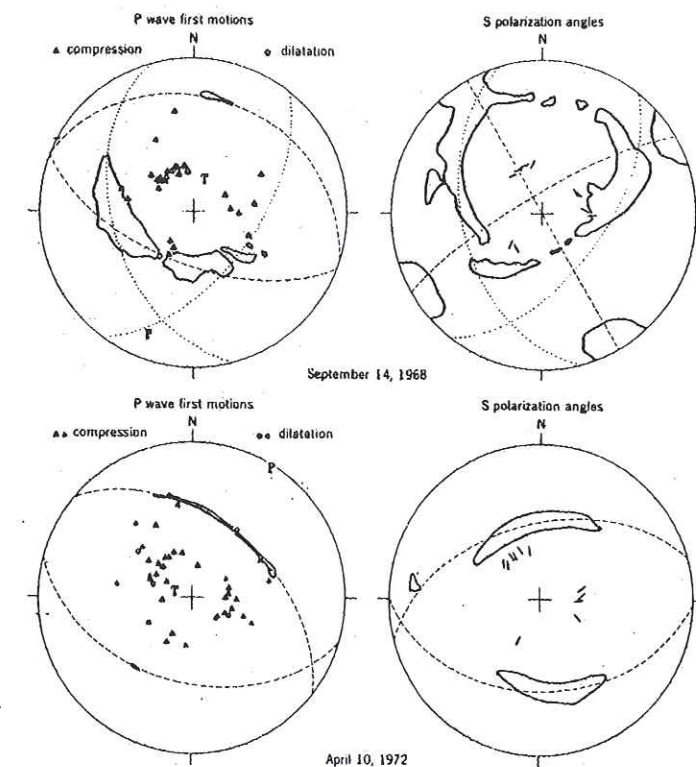 P wave first motions
▲ compression ○ dilatation
N
T
P
S polarization angles
N
September 14, 1968
P wave first motions
▲▲ compression ○○ dilatation
N
P
T
S polarization angles
N
April 10, 1972